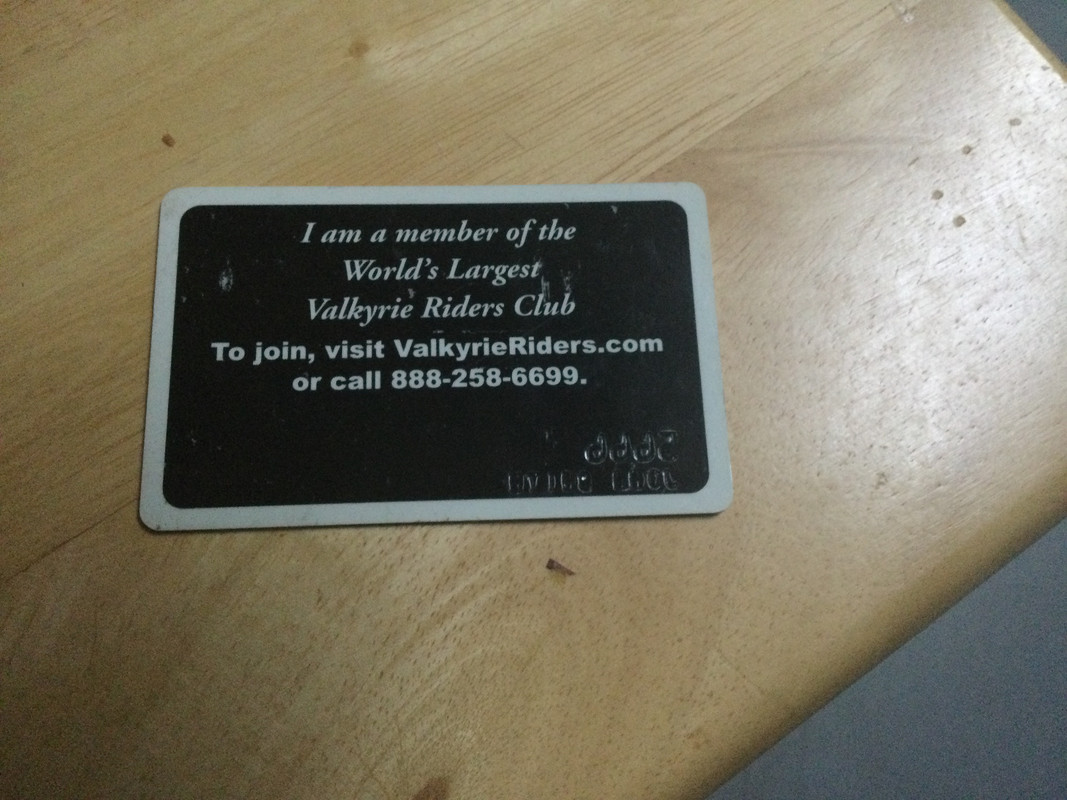 I am a member of the
World's Largest
Valkyrie Riders Club
To join, visit ValkyrieRiders.com
or call 888-258-6699.